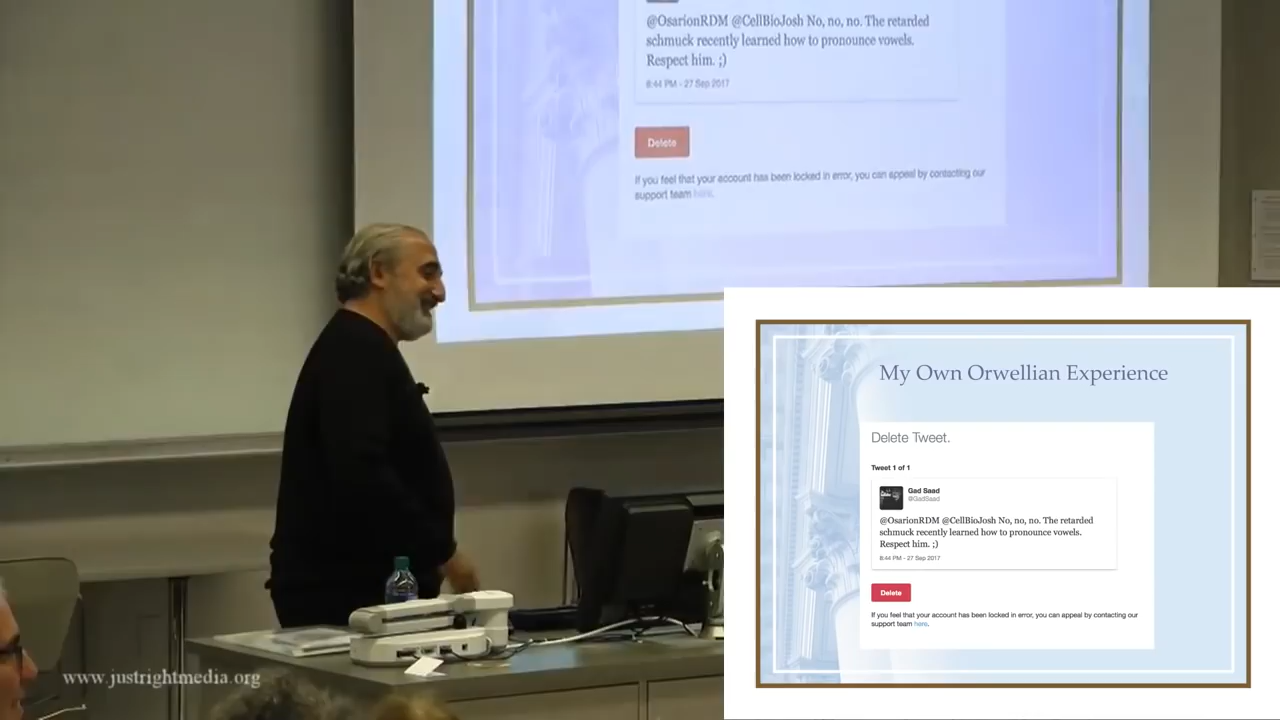 @OsarionRDM @CellBioJosh No, no, no. The retarded
schmuck recently learned how to pronounce vowels.
Respect him. ;)
8:44 PM - 27 Sep 2017
Delete
If you feel that your account has been locked in error, you can appeal by contacting our
support team here.
My Own Orwellian Experience
Delete Tweet.
Tweet 1 of 1
Gad Saad
@GadSaad
@OsarionRDM @CellBioJosh No, no, no. The retarded
schmuck recently learned how to pronounce vowels.
Respect him. ;)
8:44 PM - 27 Sep 2017
Delete
If you feel that your account has been locked in error, you can appeal by contacting our
support team here.
www.justrightmedia.org